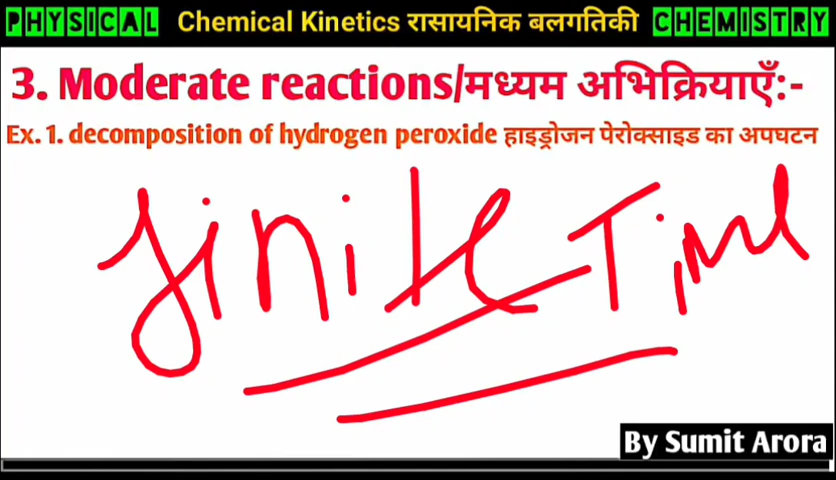 PHYSICAL Chemical Kinetics रासायनिक बलगतिकी CHEMISTRY
3. Moderate reactions/मध्यम अभिक्रियाएँ:-
Ex. 1. decomposition of hydrogen peroxide हाइड्रोजन पेरोक्साइड का अपघटन
finite Time
By Sumit Arora